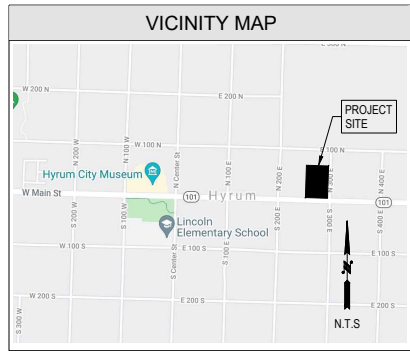 VICINITY MAP
W 200 N
E 200 N
PROJECT
SITE
W 100 N
E 100 N
N 100 W
N Center St
N 100 E
N 200 E
N 300 E
N 400 E
Hyrum City Museum
W Main St
101
Hyrum
101
Lincoln
Elementary School
S 100 W
S Center St
S 100 E
S 200 E
S 300 E
S 400 E
W 100 S
E 100 S
W 200 S
E 200 S
S 300 W
N
N.T.S